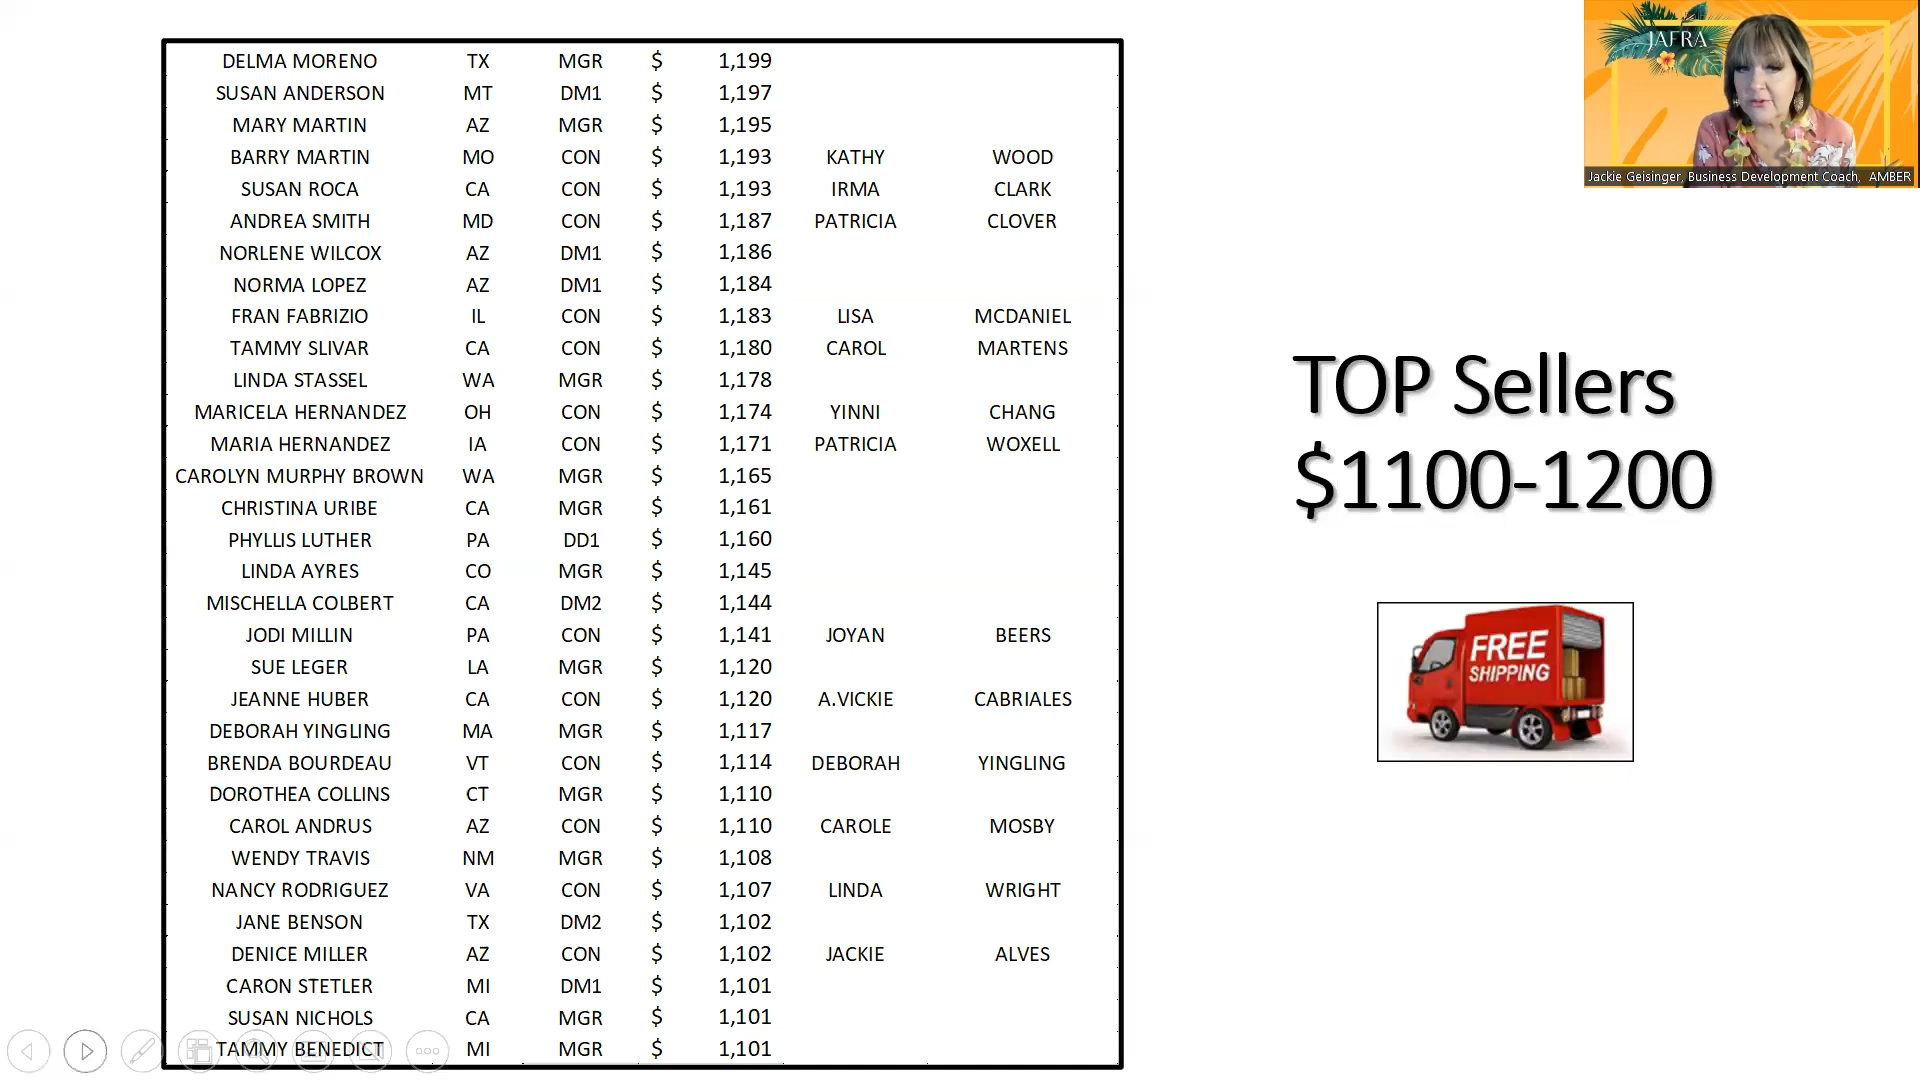 DELMA MORENO TX MGR $ 1,199
SUSAN ANDERSON MT DM1 $ 1,197
MARY MARTIN AZ MGR $ 1,195
BARRY MARTIN MO CON $ 1,193 KATHY WOOD
SUSAN ROCA CA CON $ 1,193 IRMA CLARK
ANDREA SMITH MD CON $ 1,187 PATRICIA CLOVER
NORLENE WILCOX AZ DM1 $ 1,186
NORMA LOPEZ AZ DM1 $ 1,184
FRAN FABRIZIO IL CON $ 1,183 LISA MCDANIEL
TAMMY SLIVAR CA CON $ 1,180 CAROL MARTENS
LINDA STASSEL WA MGR $ 1,178
MARICELA HERNANDEZ OH CON $ 1,174 YINNI CHANG
MARIA HERNANDEZ IA CON $ 1,171 PATRICIA WOXELL
CAROLYN MURPHY BROWN WA MGR $ 1,165
CHRISTINA URIBE CA MGR $ 1,161
PHYLLIS LUTHER PA DD1 $ 1,160
LINDA AYRES CO MGR $ 1,145
MISCHELLA COLBERT CA DM2 $ 1,144
JODI MILLIN PA CON $ 1,141 JOYAN BEERS
SUE LEGER LA MGR $ 1,120
JEANNE HUBER CA CON $ 1,120 A.VICKIE CABRIALES
DEBORAH YINGLING MA MGR $ 1,117
BRENDA BOURDEAU VT CON $ 1,114 DEBORAH YINGLING
DOROTHEA COLLINS CT MGR $ 1,110
CAROL ANDRUS AZ CON $ 1,110 CAROLE MOSBY
WENDY TRAVIS NM MGR $ 1,108
NANCY RODRIGUEZ VA CON $ 1,107 LINDA WRIGHT
JANE BENSON TX DM2 $ 1,102
DENICE MILLER AZ CON $ 1,102 JACKIE ALVES
CARON STETLER MI DM1 $ 1,101
SUSAN NICHOLS CA MGR $ 1,101
TAMMY BENEDICT MI MGR $ 1,101
JAFRA
Jackie Geisinger, Business Development Coach, AMBER
TOP Sellers
$1100-1200
FREE
SHIPPING